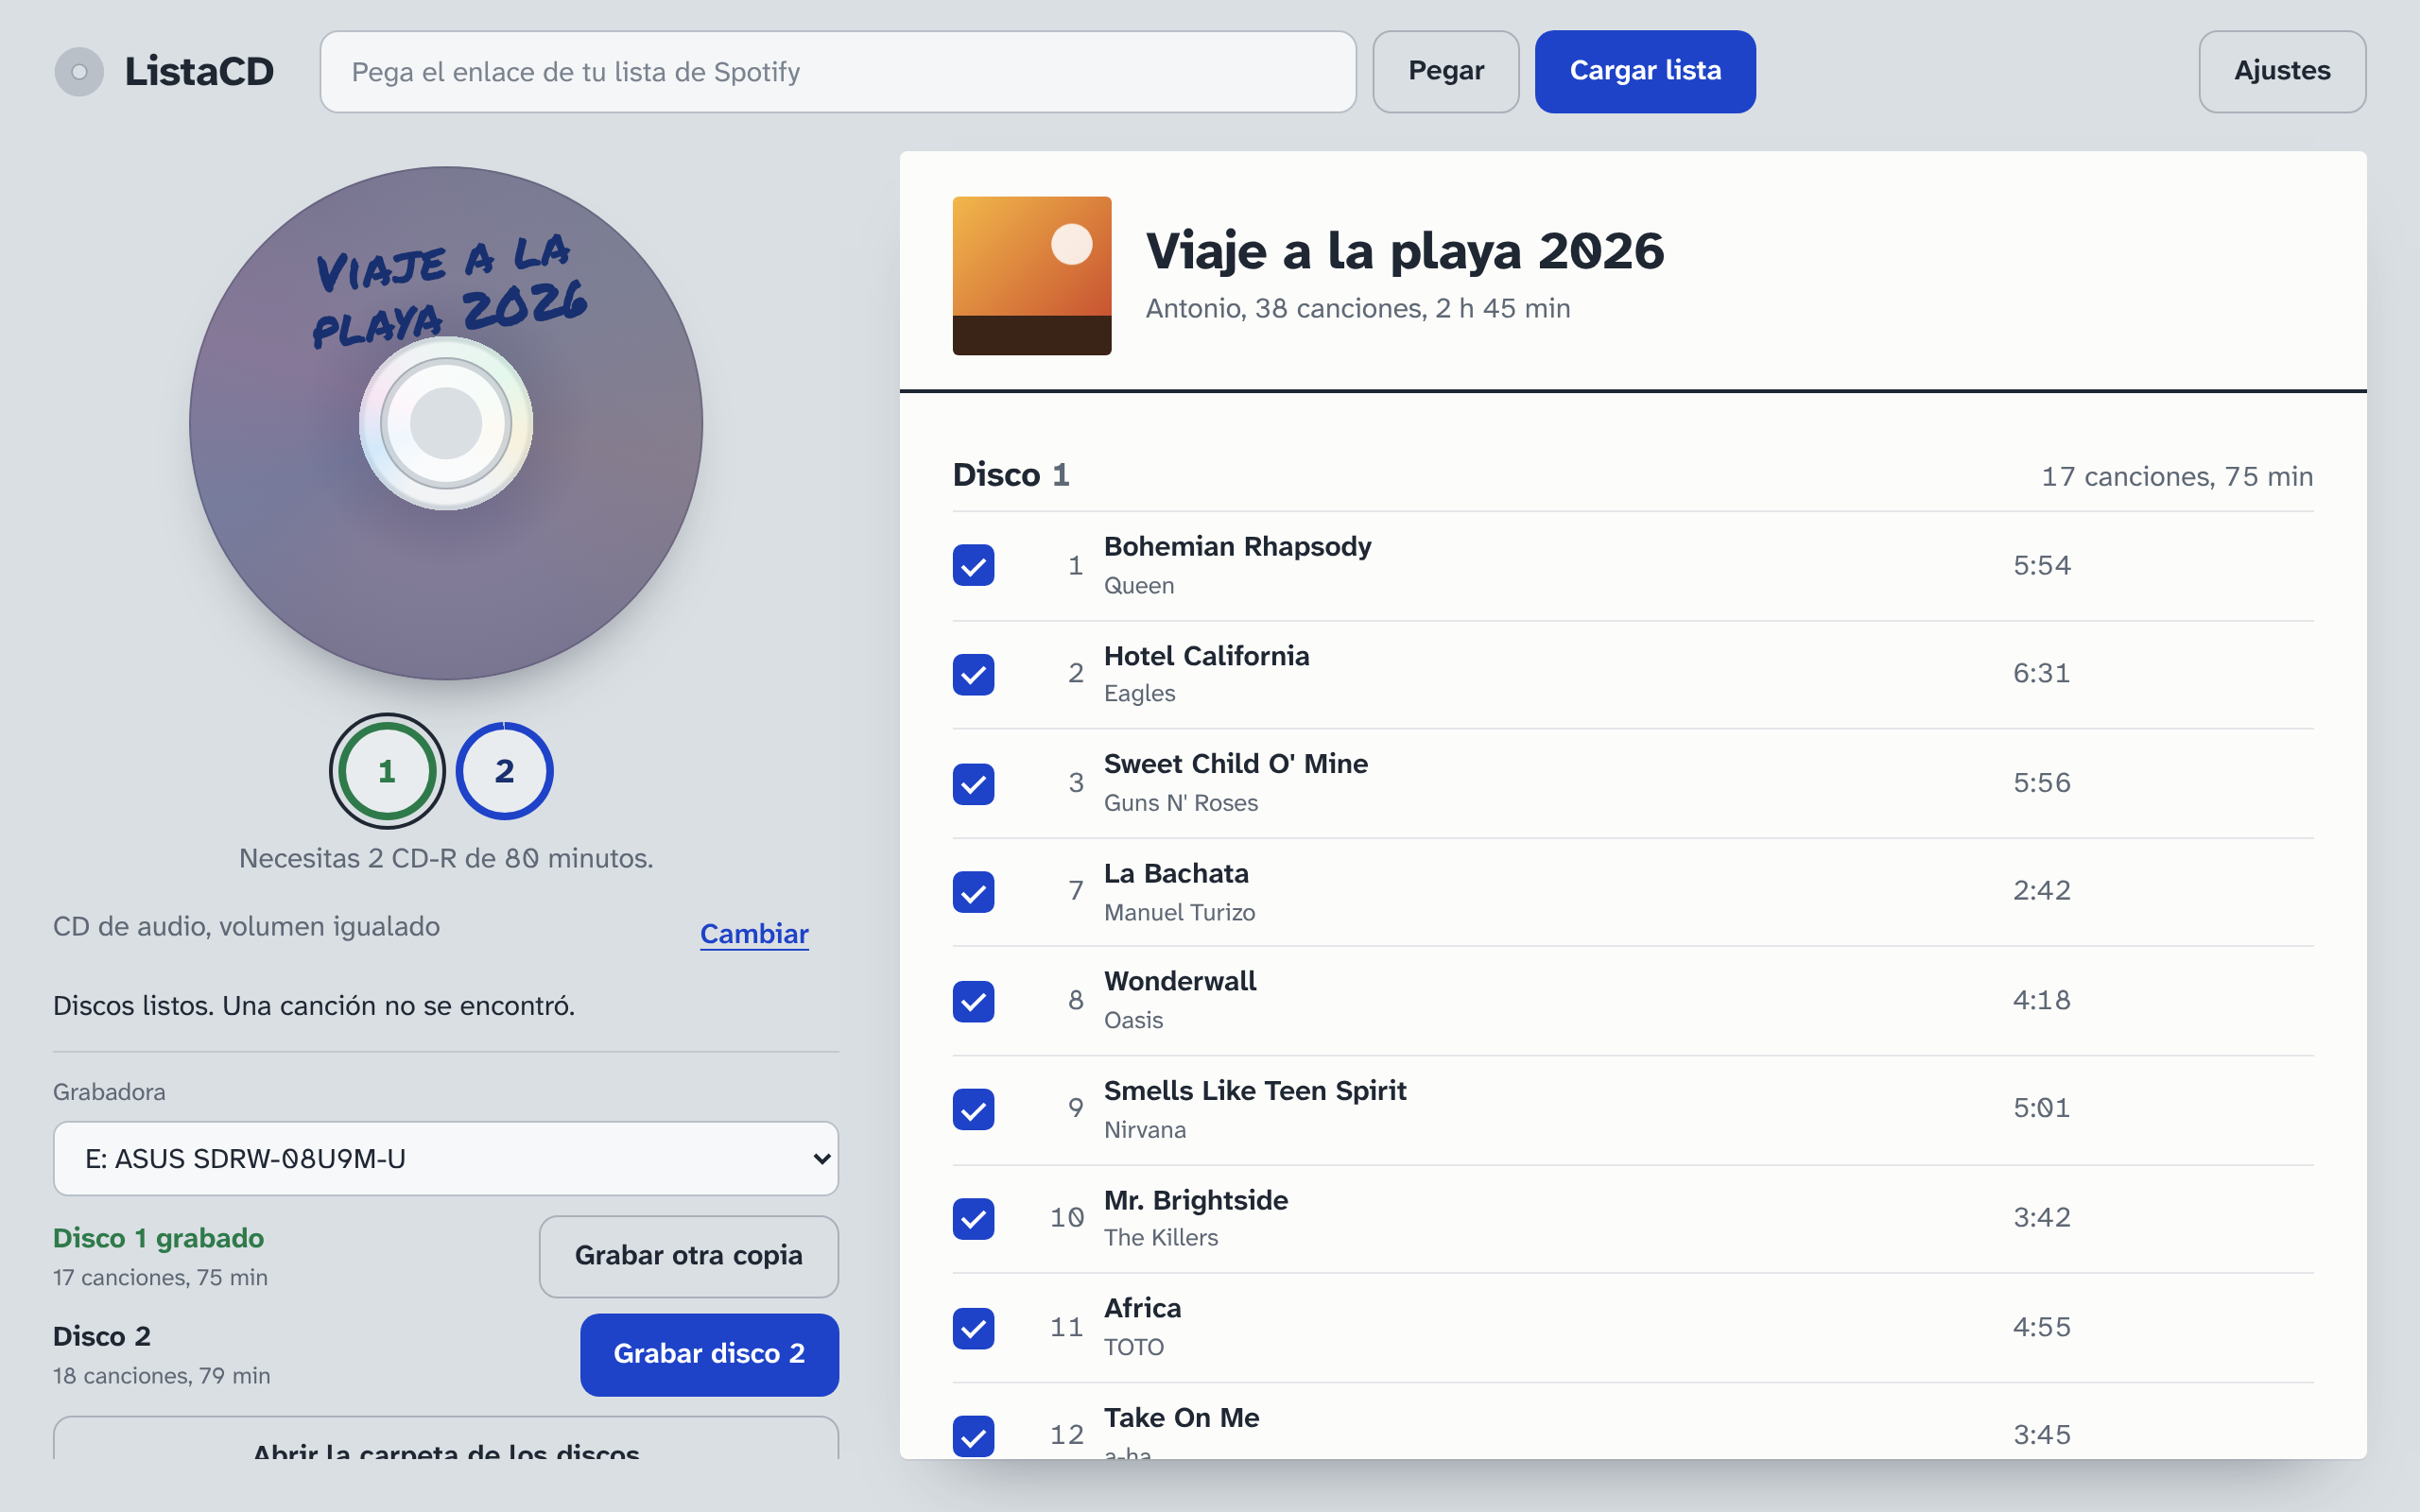 ListaCD
Pega el enlace de tu lista de Spotify
Pegar
Cargar lista
Ajustes
VIAJE A LA
PLAYA 2026
1
2
Necesitas 2 CD-R de 80 minutos.
CD de audio, volumen igualado
Cambiar
Discos listos. Una canción no se encontró.
Grabadora
E: ASUS SDRW-08U9M-U
Disco 1 grabado
17 canciones, 75 min
Grabar otra copia
Disco 2
18 canciones, 79 min
Grabar disco 2
Abrir la carpeta de los discos
Viaje a la playa 2026
Antonio, 38 canciones, 2 h 45 min
Disco 1
17 canciones, 75 min
1 Bohemian Rhapsody 5:54
Queen
2 Hotel California 6:31
Eagles
3 Sweet Child O' Mine 5:56
Guns N' Roses
7 La Bachata 2:42
Manuel Turizo
8 Wonderwall 4:18
Oasis
9 Smells Like Teen Spirit 5:01
Nirvana
10 Mr. Brightside 3:42
The Killers
11 Africa 4:55
TOTO
12 Take On Me 3:45
a-ha